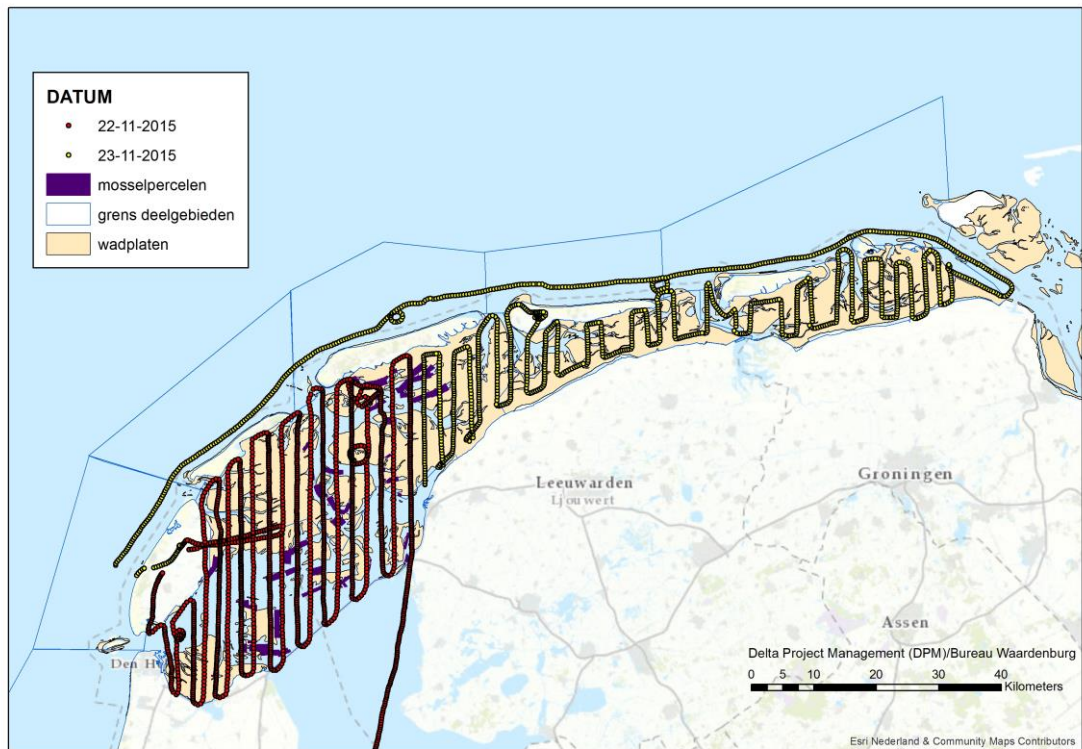 DATUM
22-11-2015
23-11-2015
mosselpercelen
grens deelgebieden
wadplaten
Leeuwarden
Ljouwert
Groningen
Assen
Den H
Delta Project Management (DPM)/Bureau Waardenburg
0 5 10 20 30 40
Kilometers
Esri Nederland & Community Maps Contributors